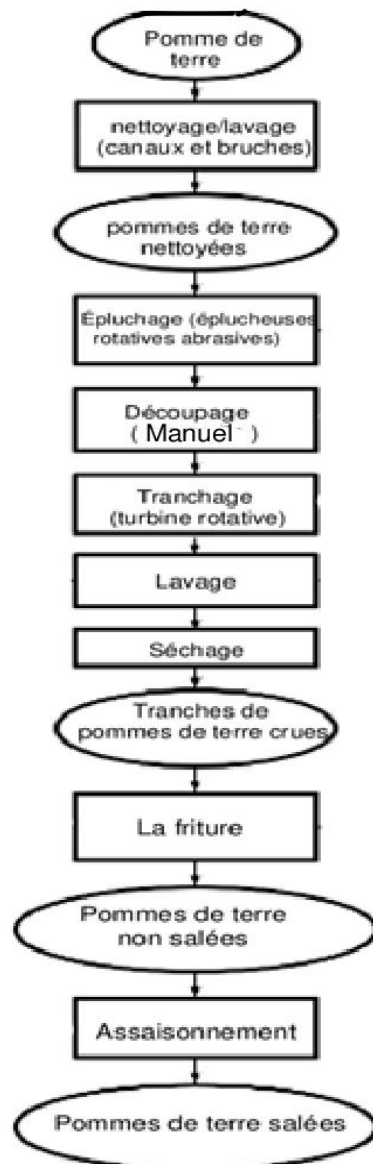 Pomme de
terre
nettoyage/lavage
(canaux et bruches)
pommes de terre
nettoyées
Épluchage (éplucheuses
rotatives abrasives)
Découpage
( Manuel )
Tranchage
(turbine rotative)
Lavage
Séchage
Tranches de
pommes de terre crues
La friture
Pommes de terre
non salées
Assaisonnement
Pommes de terre salées